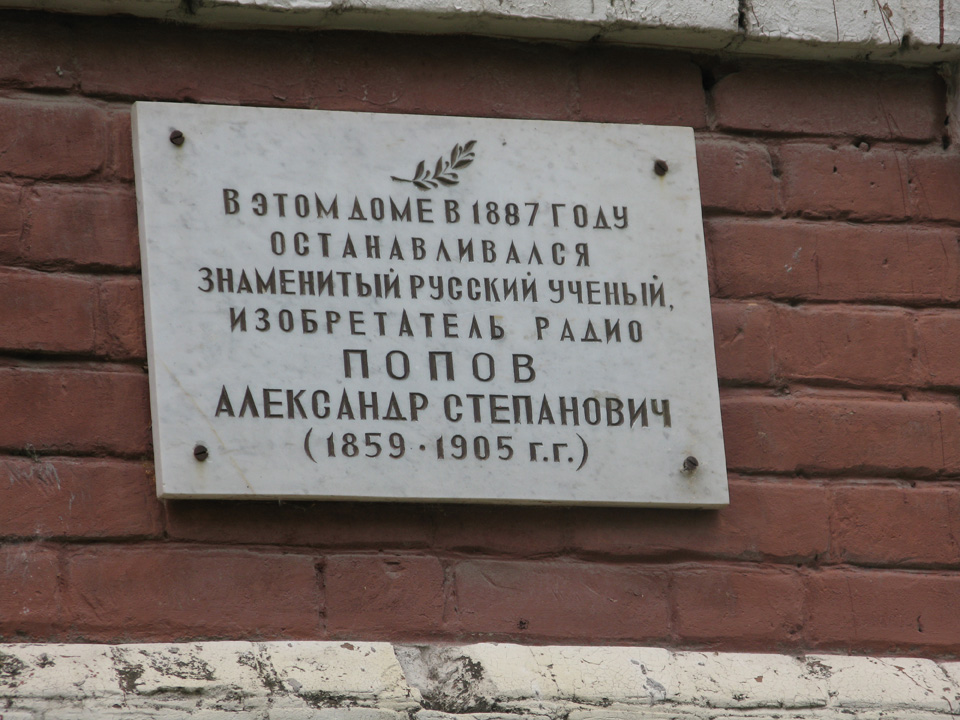 В ЭТОМ ДОМЕ В 1887 ГОДУ
ОСТАНАВЛИВАЛСЯ
ЗНАМЕНИТЫЙ РУССКИЙ УЧЕНЫЙ,
ИЗОБРЕТАТЕЛЬ РАДИО
ПОПОВ
АЛЕКСАНДР СТЕПАНОВИЧ
(1859 · 1905 Г.Г.)